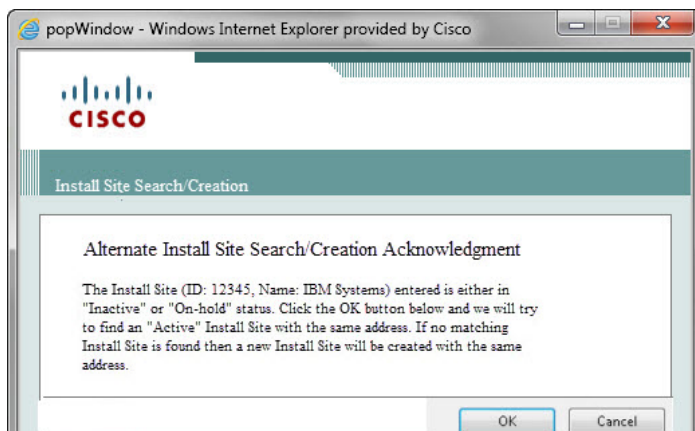 popWindow - Windows Internet Explorer provided by Cisco
CISCO
Install Site Search/Creation
Alternate Install Site Search/Creation Acknowledgment
The Install Site (ID: 12345, Name: IBM Systems) entered is either in
"Inactive" or "On-hold" status. Click the OK button below and we will try
to find an "Active" Install Site with the same address. If no matching
Install Site is found then a new Install Site will be created with the same
address.
OK
Cancel